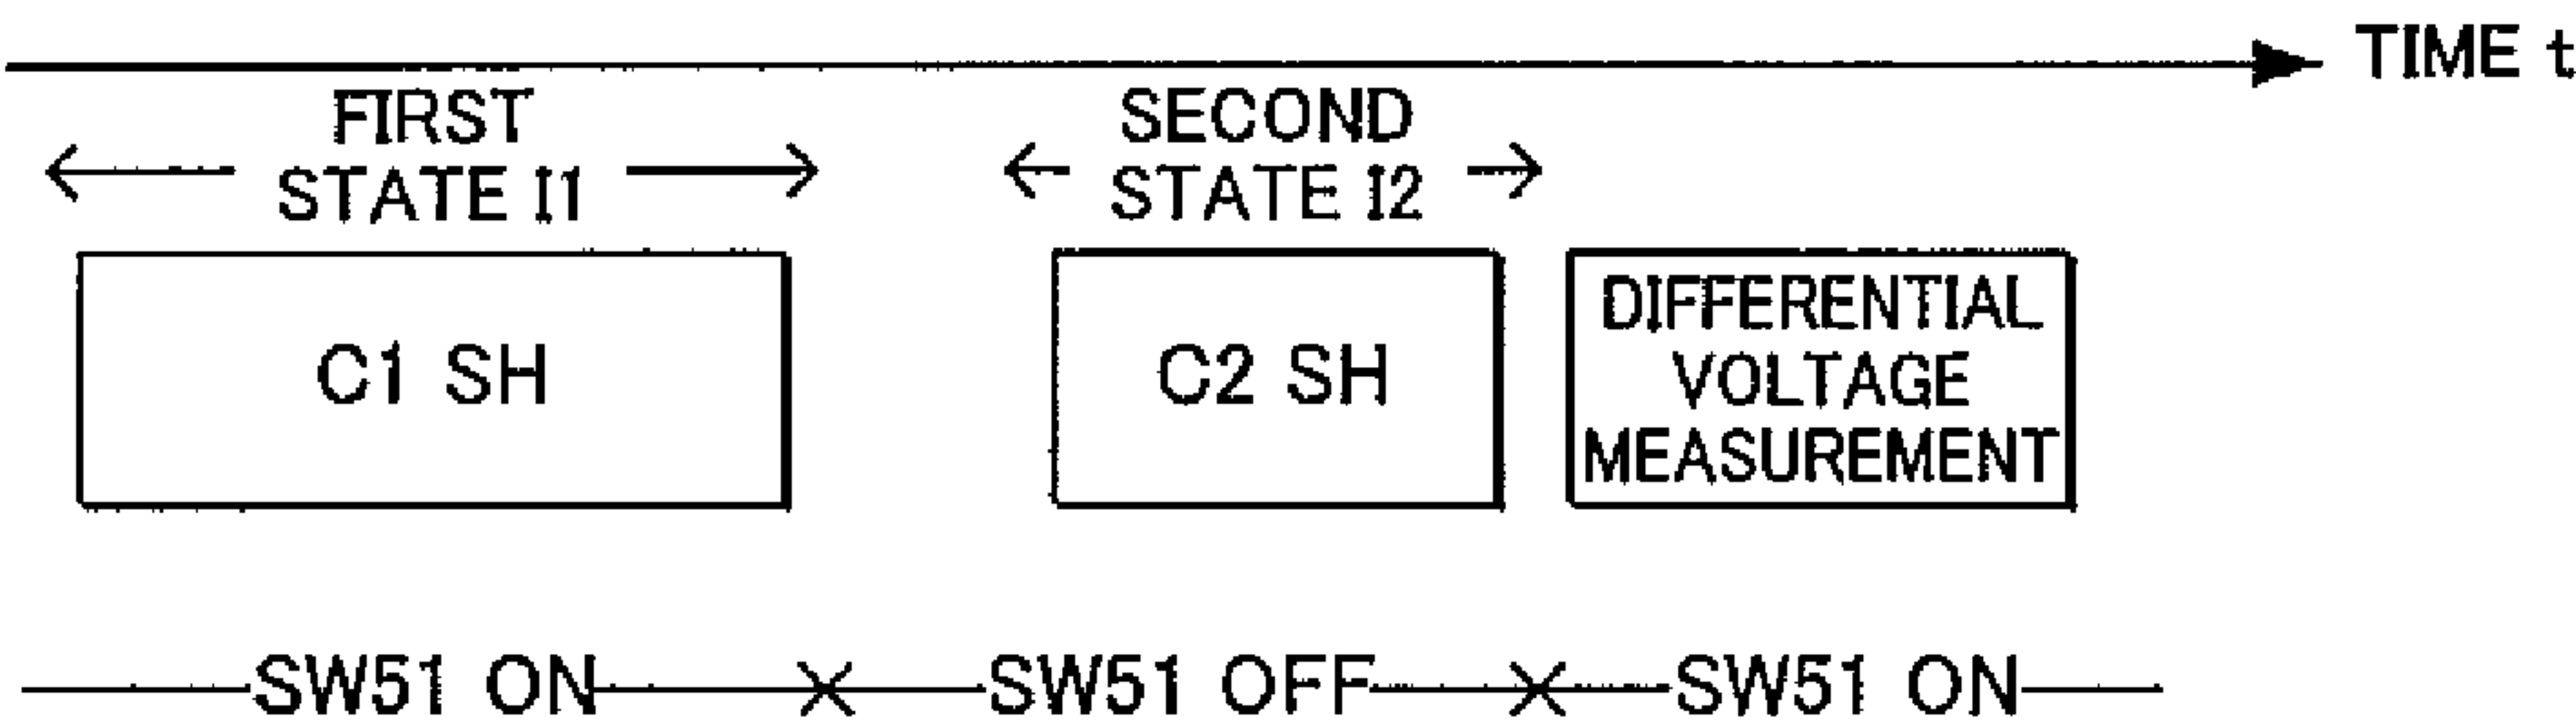 TIME t
FIRST
STATE I1
SECOND
STATE I2
C1 SH
C2 SH
DIFFERENTIAL
VOLTAGE
MEASUREMENT
SW51 ON
SW51 OFF
SW51 ON